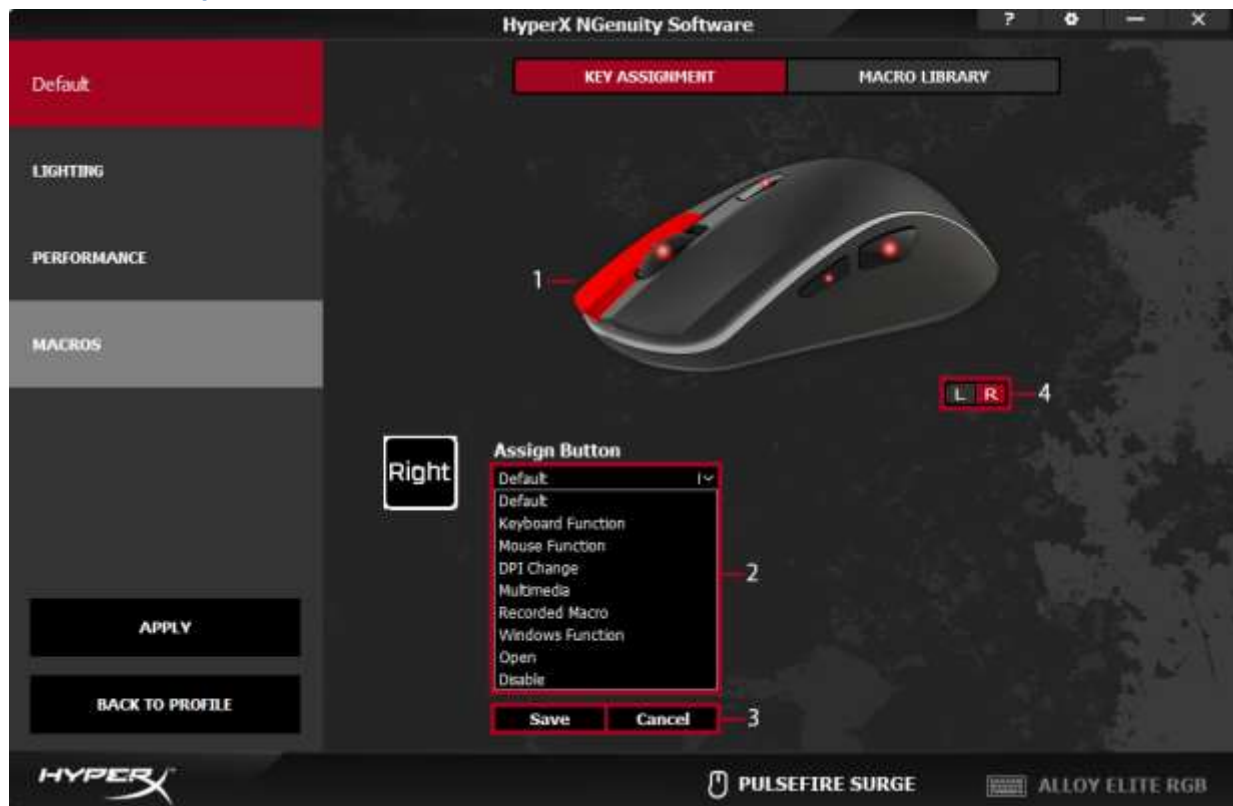 HyperX NGenuity Software ? — ×
Default
KEY ASSIGNMENT MACRO LIBRARY
LIGHTING
PERFORMANCE
1
MACROS
L R 4
Right
Assign Button
Default
Default
Keyboard Function
Mouse Function
DPI Change
2
Multimedia
Recorded Macro
Windows Function
Open
Disable
APPLY
BACK TO PROFILE
Save Cancel 3
HYPERX
PULSEFIRE SURGE ALLOY ELITE RGB